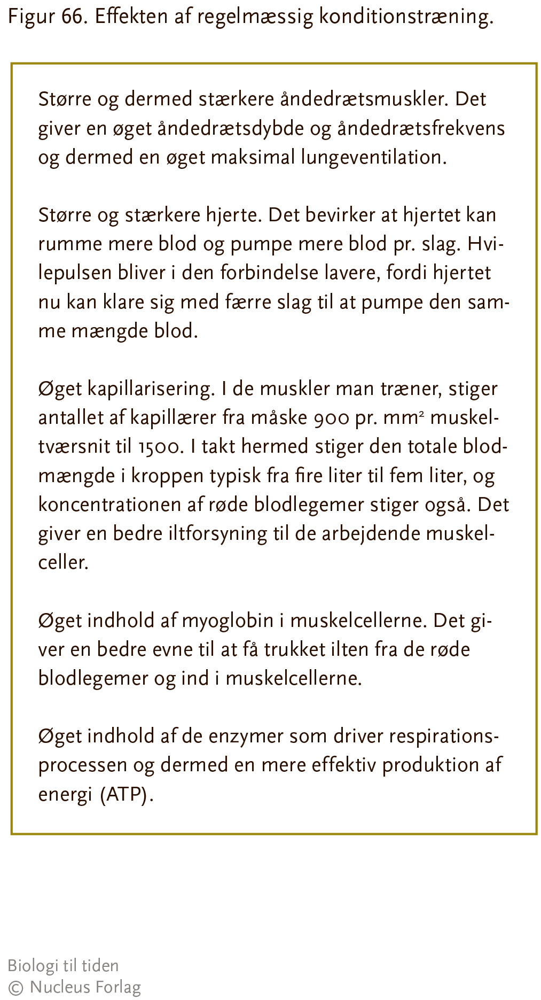 Figur 66. Effekten af regelmæssig konditionstræning.
Større og dermed stærkere åndedrætsmuskler. Det
giver en øget åndedrætsdybde og åndedrætsfrekvens
og dermed en øget maksimal lungeventilation.
Større og stærkere hjerte. Det bevirker at hjertet kan
rumme mere blod og pumpe mere blod pr. slag. Hvi-
lepulsen bliver i den forbindelse lavere, fordi hjertet
nu kan klare sig med færre slag til at pumpe den sam-
me mængde blod.
Øget kapillarisering. I de muskler man træner, stiger
antallet af kapillærer fra måske 900 pr. mm² muskel-
tværsnit til 1500. I takt hermed stiger den totale blod-
mængde i kroppen typisk fra fire liter til fem liter, og
koncentrationen af røde blodlegemer stiger også. Det
giver en bedre iltforsyning til de arbejdende muskel-
celler.
Øget indhold af myoglobin i muskelcellerne. Det gi-
ver en bedre evne til at få trukket ilten fra de røde
blodlegemer og ind i muskelcellerne.
Øget indhold af de enzymer som driver respirations-
processen og dermed en mere effektiv produktion af
energi (ATP).
Biologi til tiden
© Nucleus Forlag